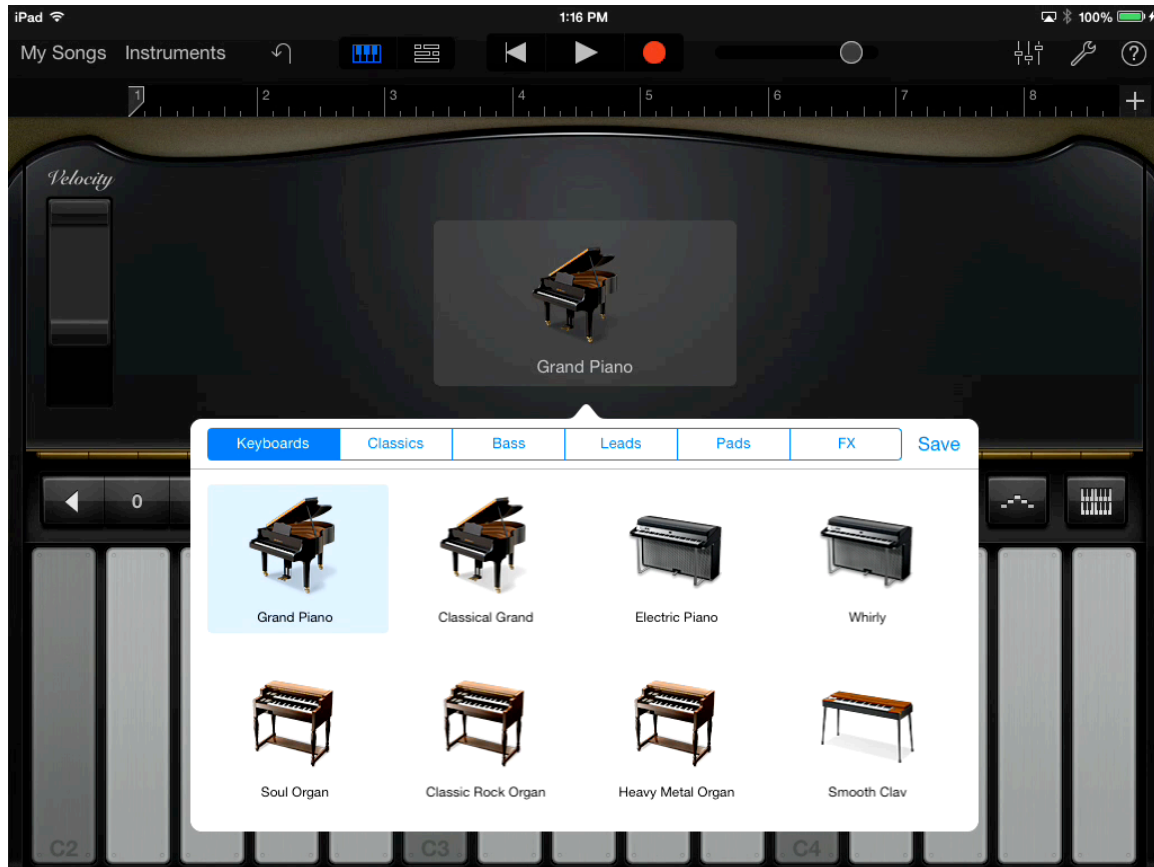 iPad 1:16 PM 100%
My Songs Instruments ?
1 2 3 4 5 6 7 8 +
Velocity
Grand Piano
Keyboards Classics Bass Leads Pads FX Save
0
Grand Piano Classical Grand Electric Piano Whirly
Soul Organ Classic Rock Organ Heavy Metal Organ Smooth Clav
C2 C3 C4